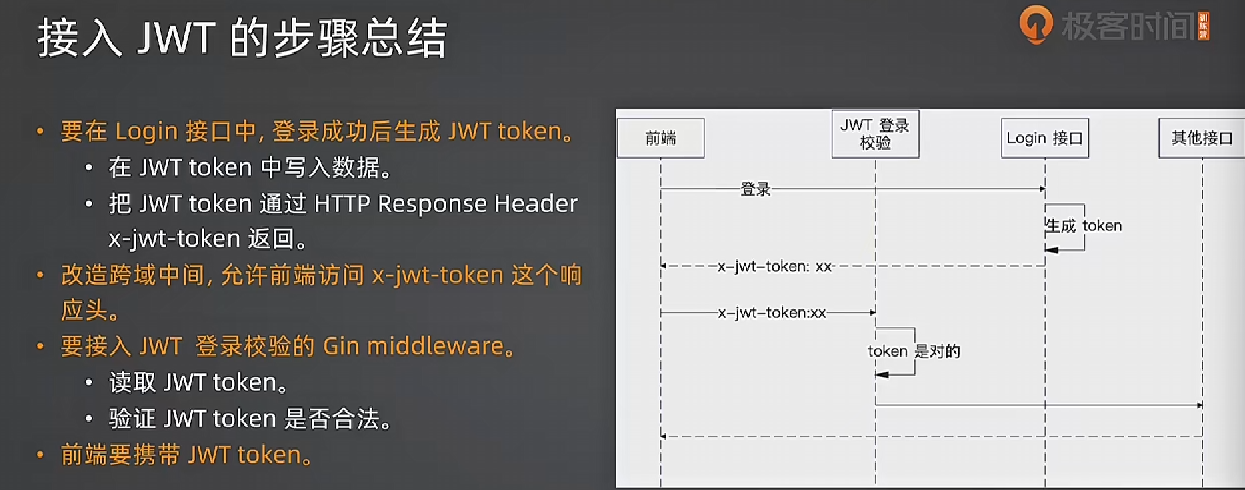 接入 JWT 的步骤总结
极客时间
训练营
• 要在 Login 接口中, 登录成功后生成 JWT token。
• 在 JWT token 中写入数据。
• 把 JWT token 通过 HTTP Response Header
x-jwt-token 返回。
• 改造跨域中间, 允许前端访问 x-jwt-token 这个响
应头。
• 要接入 JWT 登录校验的 Gin middleware。
• 读取 JWT token。
• 验证 JWT token 是否合法。
• 前端要携带 JWT token。
前端
JWT 登录
校验
Login 接口
其他接口
登录
生成 token
x-jwt-token: xx
x-jwt-token:xx
token 是对的